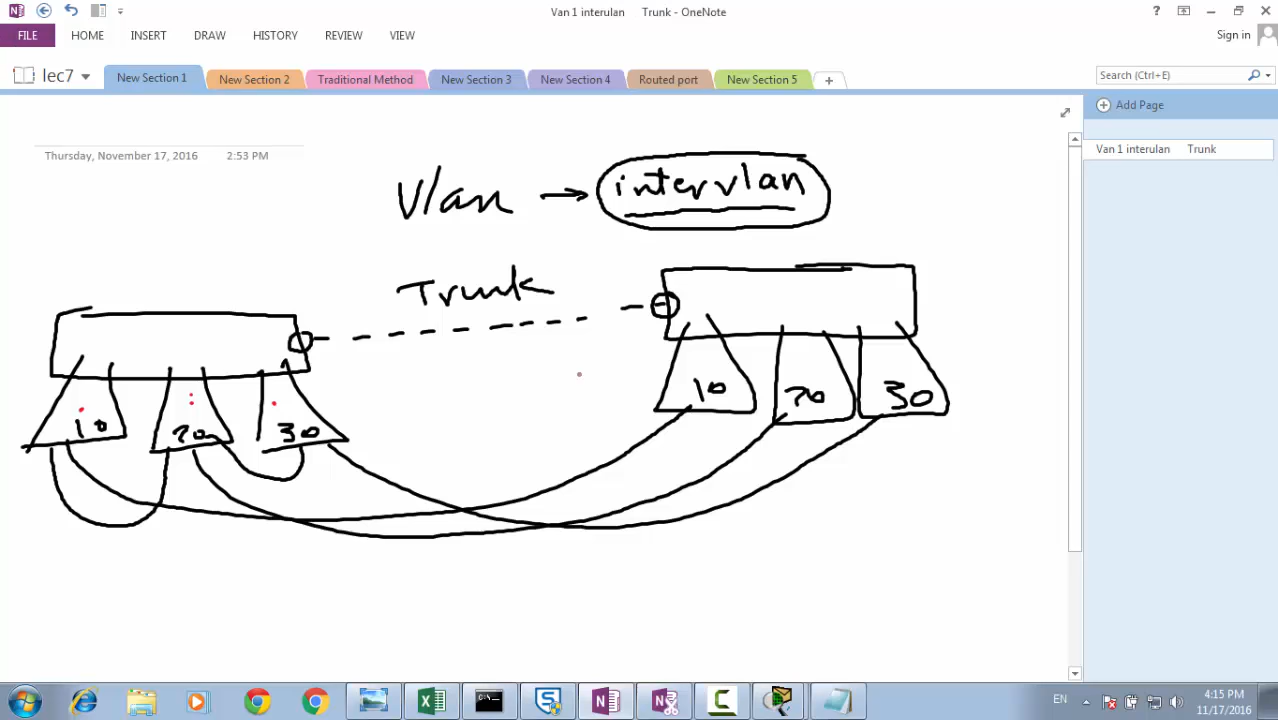 Van 1 interulan Trunk - OneNote
FILE HOME INSERT DRAW HISTORY REVIEW VIEW
Sign in
lec7
New Section 1 New Section 2 Traditional Method New Section 3 New Section 4 Routed port New Section 5
Search (Ctrl+E)
Add Page
Van 1 interulan Trunk
Thursday, November 17, 2016 2:53 PM
Vlan → intervlan
Trunk
10 20 30
10 20 30
EN
4:15 PM
11/17/2016